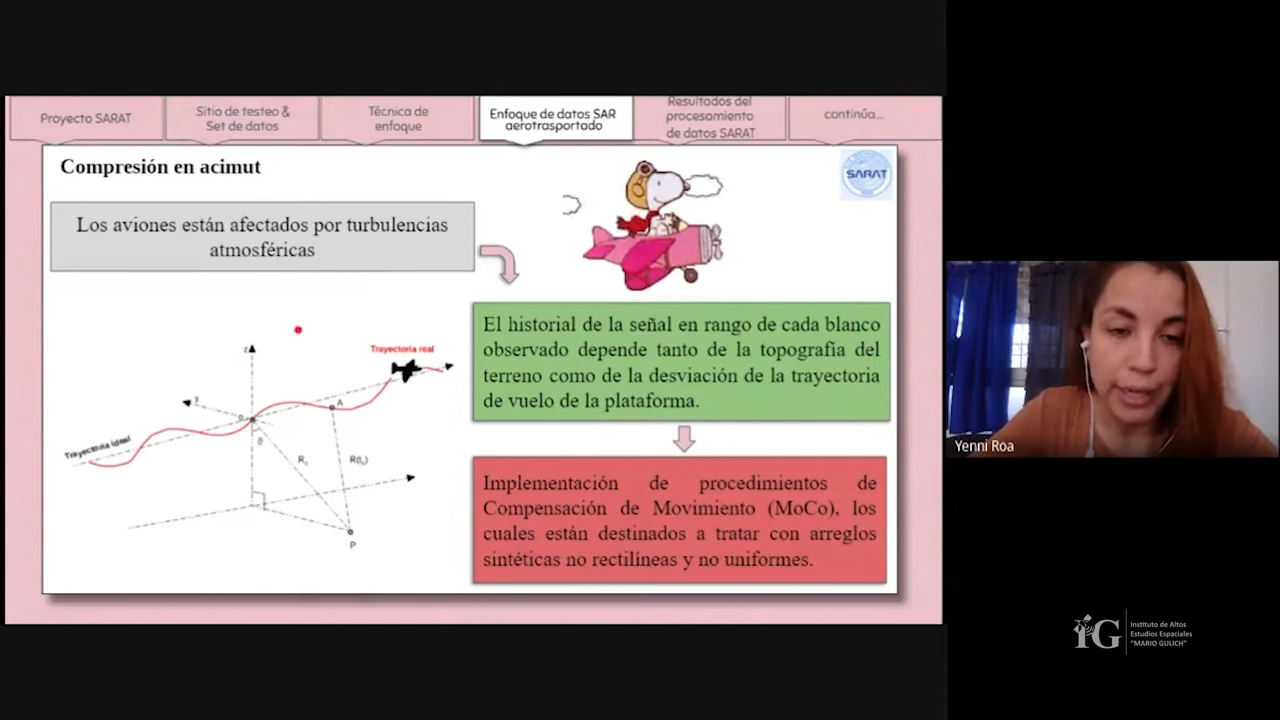 Proyecto SARAT
Sitio de testeo &
Set de datos
Técnica de
enfoque
Enfoque de datos SAR
aerotrasportado
Resultados del
procesamiento
de datos SARAT
continúa...
Compresión en acimut
SARAT
Los aviones están afectados por turbulencias
atmosféricas
El historial de la señal en rango de cada blanco
observado depende tanto de la topografía del
terreno como de la desviación de la trayectoria
de vuelo de la plataforma.
Implementación de procedimientos de
Compensación de Movimiento (MoCo), los
cuales están destinados a tratar con arreglos
sintéticas no rectilíneas y no uniformes.
Trayectoria real
z
y
A
Trayectoria ideal
P
Yenni Roa
iG
Instituto de Altos
Estudios Espaciales
"MARIO GULICH"